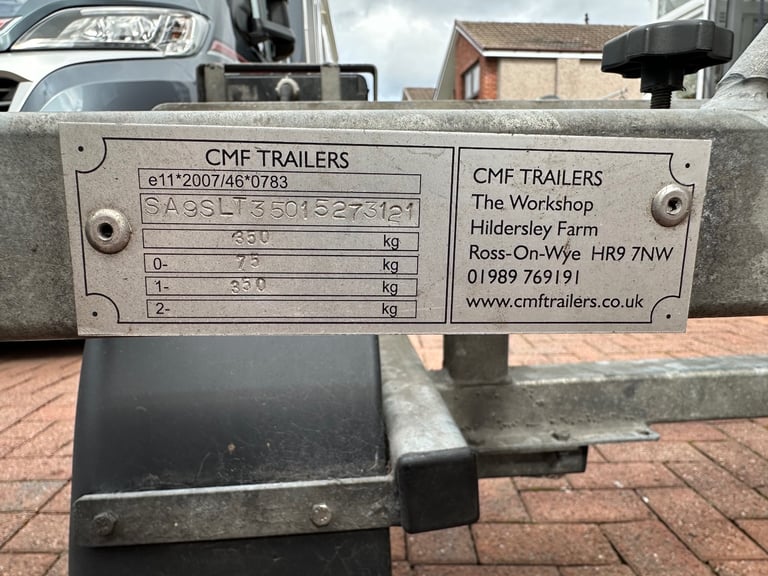 CMF TRAILERS
e11*2007/46*0783
SA9SLT35015273121
350 kg
0- 75 kg
1- 350 kg
2- kg
CMF TRAILERS
The Workshop
Hildersley Farm
Ross-On-Wye HR9 7NW
01989 769191
www.cmftrailers.co.uk